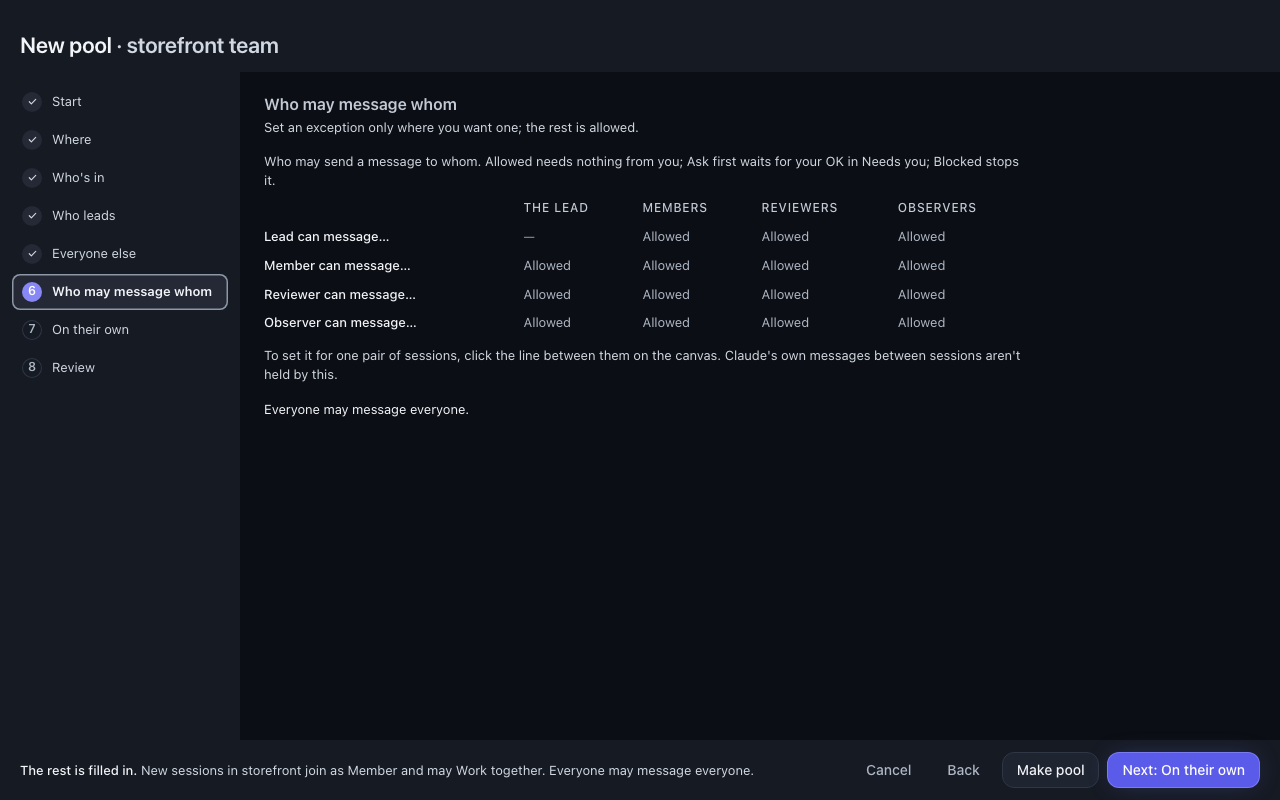 New pool · storefront team
Start
Where
Who's in
Who leads
Everyone else
6 Who may message whom
7 On their own
8 Review
Who may message whom
Set an exception only where you want one; the rest is allowed.
Who may send a message to whom. Allowed needs nothing from you; Ask first waits for your OK in Needs you; Blocked stops
it.
THE LEAD MEMBERS REVIEWERS OBSERVERS
Lead can message... — Allowed Allowed Allowed
Member can message... Allowed Allowed Allowed Allowed
Reviewer can message... Allowed Allowed Allowed Allowed
Observer can message... Allowed Allowed Allowed Allowed
To set it for one pair of sessions, click the line between them on the canvas. Claude's own messages between sessions aren't
held by this.
Everyone may message everyone.
The rest is filled in. New sessions in storefront join as Member and may Work together. Everyone may message everyone.
Cancel Back Make pool Next: On their own